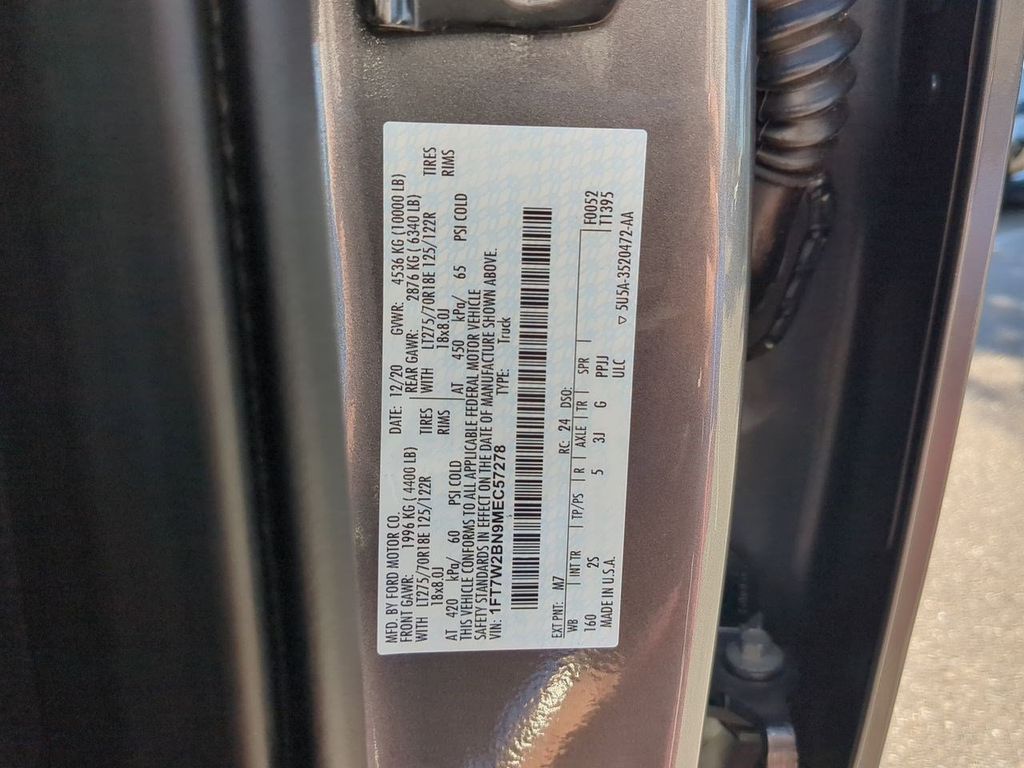 MFD. BY FORD MOTOR CO.
DATE: 12/20 GVWR: 4536 KG (10000 LB)
FRONT GAWR: 1996 KG ( 4400 LB) REAR GAWR: 2876 KG ( 6340 LB)
WITH LT275/70R18E 125/122R TIRES WITH LT275/70R18E 125/122R TIRES
18x8.0J RIMS 18x8.0J RIMS
AT 420 kPa/ 60 PSI COLD AT 450 kPa/ 65 PSI COLD
THIS VEHICLE CONFORMS TO ALL APPLICABLE FEDERAL MOTOR VEHICLE
SAFETY STANDARDS IN EFFECT ON THE DATE OF MANUFACTURE SHOWN ABOVE.
VIN: 1FT7W2BN9MEC57278 TYPE: Truck
EXT PNT: M7 RC: 24 DSO:
WB INT TR TP/PS R AXLE TR SPR F0052
160 2S 5 3J G PPJJ T1395
MADE IN U.S.A. ULC
▽ 5U5A-3520472-AA